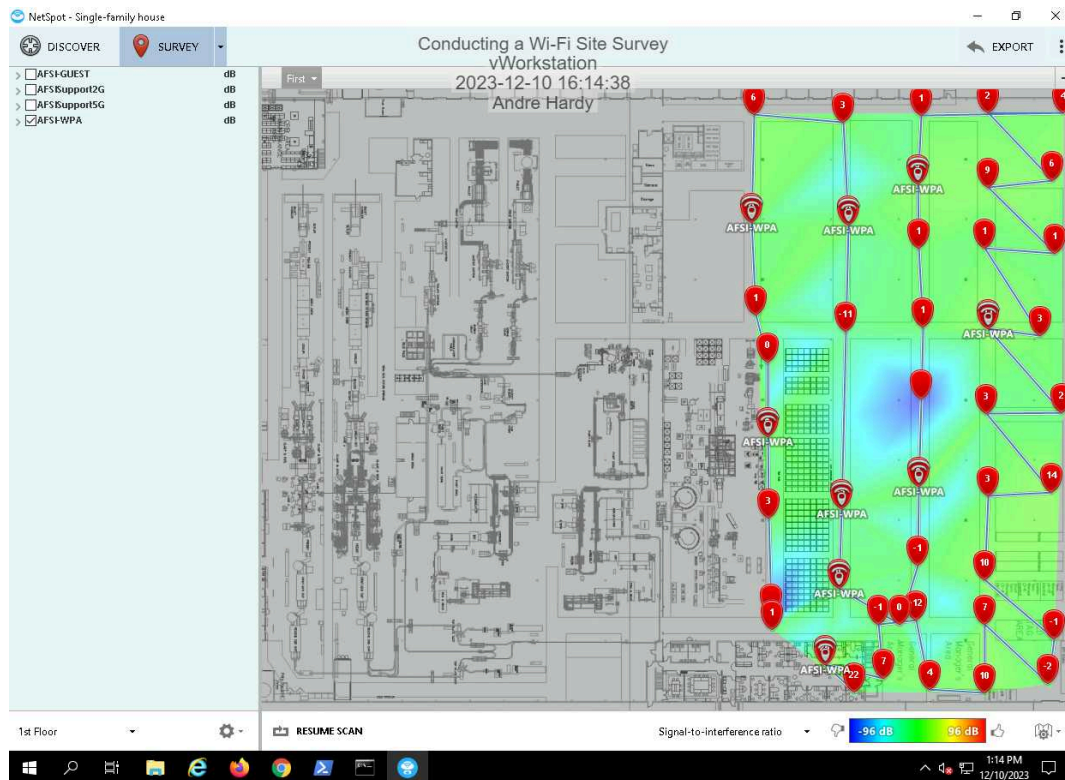 NetSpot - Single-family house
DISCOVER
SURVEY
EXPORT
Conducting a Wi-Fi Site Survey
vWorkstation
2023-12-10 16:14:38
Andre Hardy
AFSI-GUEST dB
AFSISupport2G dB
AFSISupport5G dB
AFSI-WPA dB
First
6
3
1
2
4
9
6
AFSI-WPA
AFSI-WPA
AFSI-WPA
1
1
1
1
-11
1
AFSI-WPA
3
0
3
2
AFSI-WPA
3
AFSI-WPA
AFSI-WPA
3
14
-1
10
AFSI-WPA
1
-1
0
12
7
-1
AFSI-WPA
22
7
4
10
-2
1st Floor
RESUME SCAN
Signal-to-interference ratio
-96 dB
96 dB
1:14 PM
12/10/2023